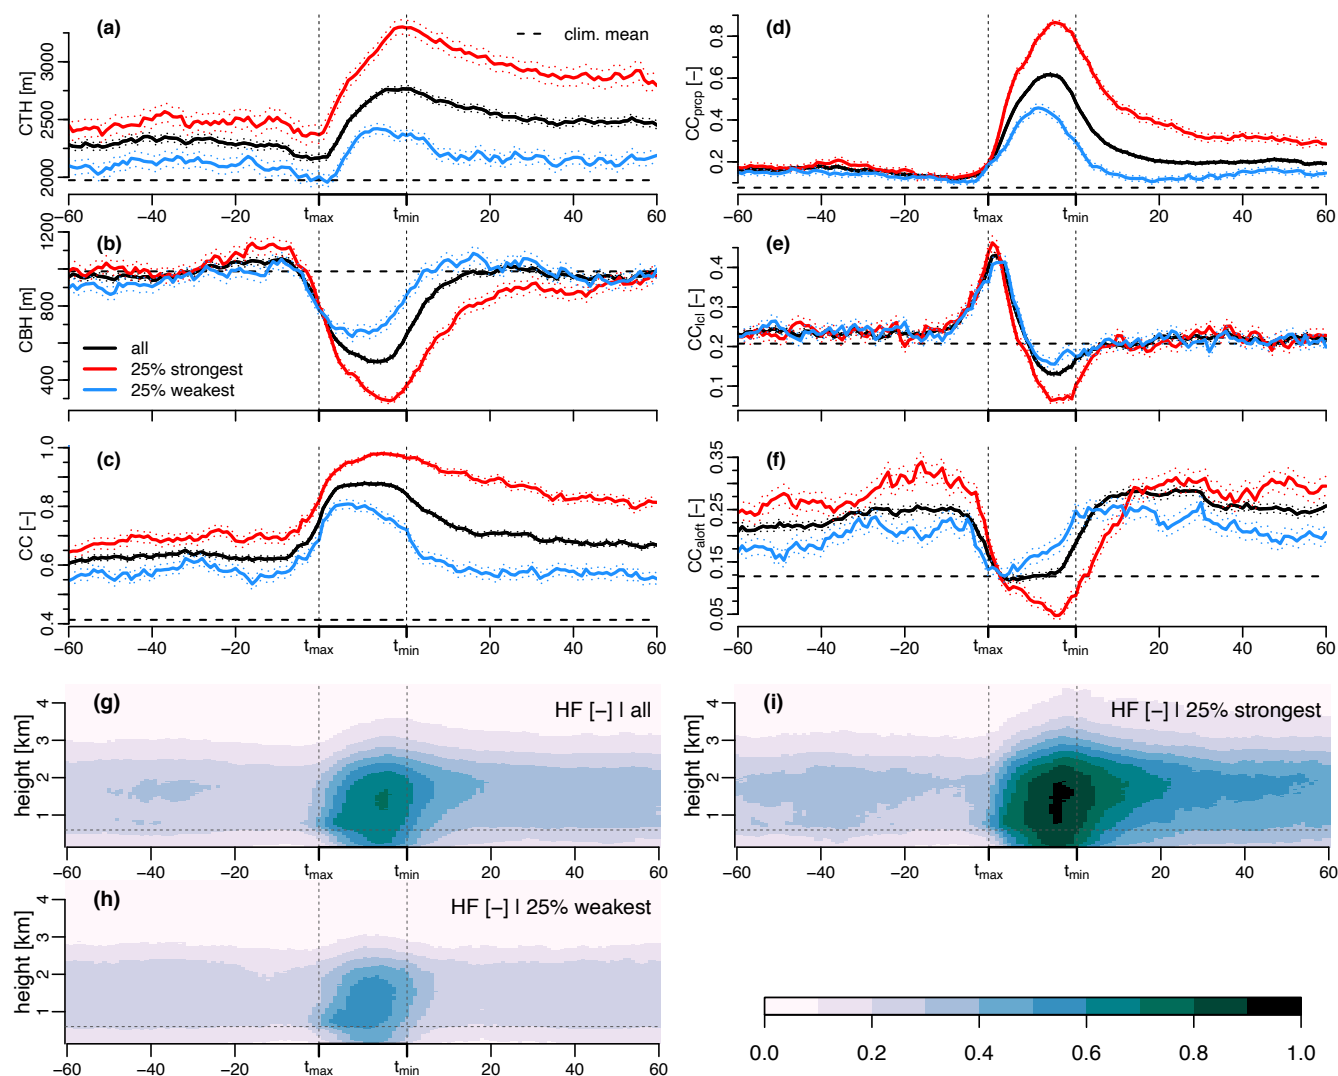 (a)
clim. mean
CTH [m]
2000
2500
3000
−60
−40
−20
tmax
tmin
20
40
60
(b)
CBH [m]
400
800
1200
all
25% strongest
25% weakest
−60
−40
−20
tmax
tmin
20
40
60
(c)
CC [−]
0.4
0.6
0.8
1.0
−60
−40
−20
tmax
tmin
20
40
60
(d)
CCprcp [−]
0.2
0.4
0.6
0.8
−60
−40
−20
tmax
tmin
20
40
60
(e)
CClcl [−]
0.1
0.2
0.3
0.4
−60
−40
−20
tmax
tmin
20
40
60
(f)
CCaloft [−]
0.05
0.15
0.25
0.35
−60
−40
−20
tmax
tmin
20
40
60
(g)
HF [−] | all
height [km]
1
2
3
4
−60
−40
−20
tmax
tmin
20
40
60
(i)
HF [−] | 25% strongest
height [km]
1
2
3
4
−60
−40
−20
tmax
tmin
20
40
60
(h)
HF [−] | 25% weakest
height [km]
1
2
3
4
−60
−40
−20
tmax
tmin
20
40
60
0.0
0.2
0.4
0.6
0.8
1.0